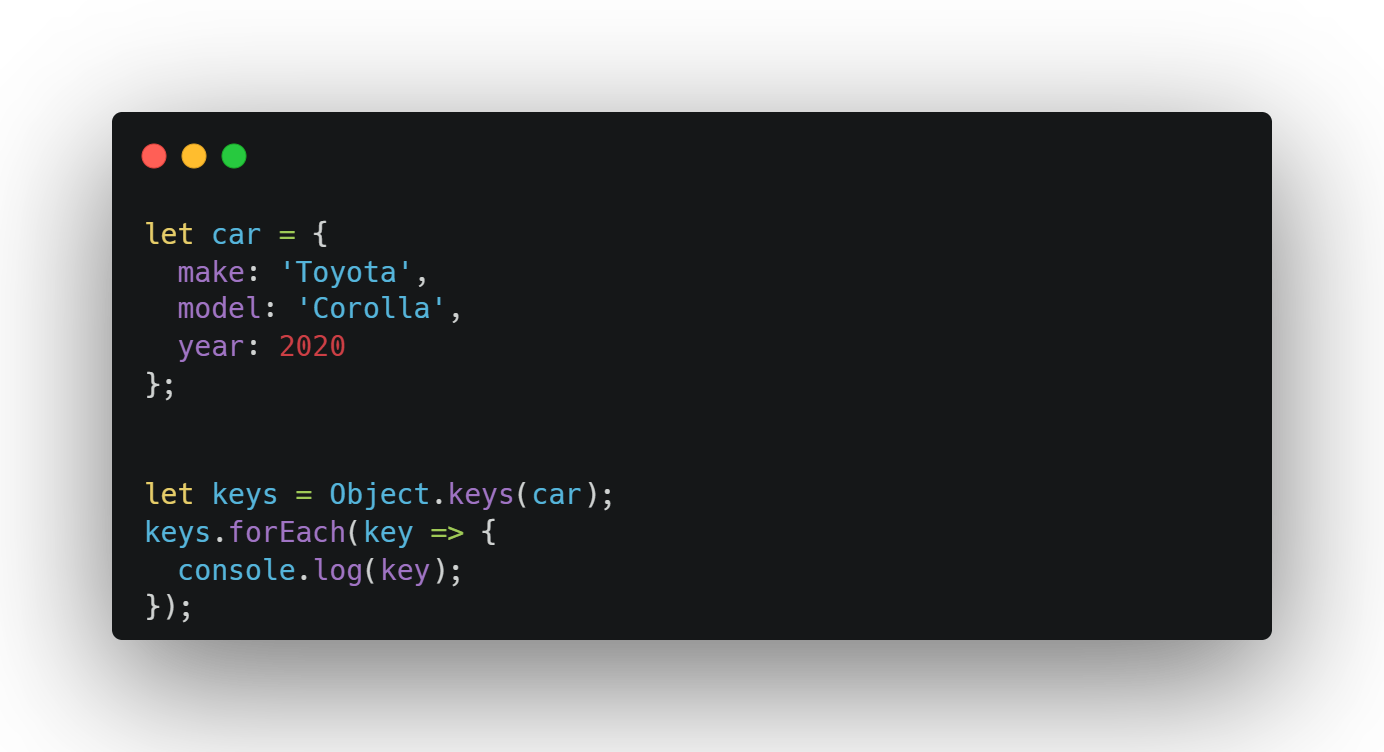 let car = {
  make: 'Toyota',
  model: 'Corolla',
  year: 2020
};

let keys = Object.keys(car);
keys.forEach(key => {
  console.log(key);
});